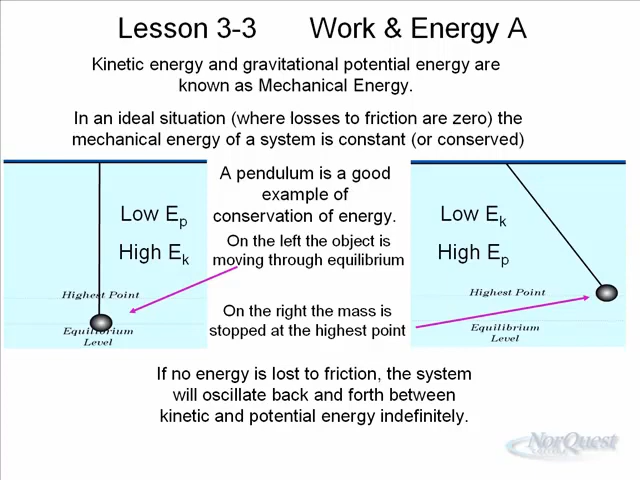 Lesson 3-3 Work & Energy A
Kinetic energy and gravitational potential energy are
known as Mechanical Energy.
In an ideal situation (where losses to friction are zero) the
mechanical energy of a system is constant (or conserved)
A pendulum is a good
example of
conservation of energy.
Low Ep
High Ek
Highest Point
Equilibrium
Level
On the left the object is
moving through equilibrium
On the right the mass is
stopped at the highest point
Low Ek
High Ep
Highest Point
Equilibrium
Level
If no energy is lost to friction, the system
will oscillate back and forth between
kinetic and potential energy indefinitely.
NorQuest